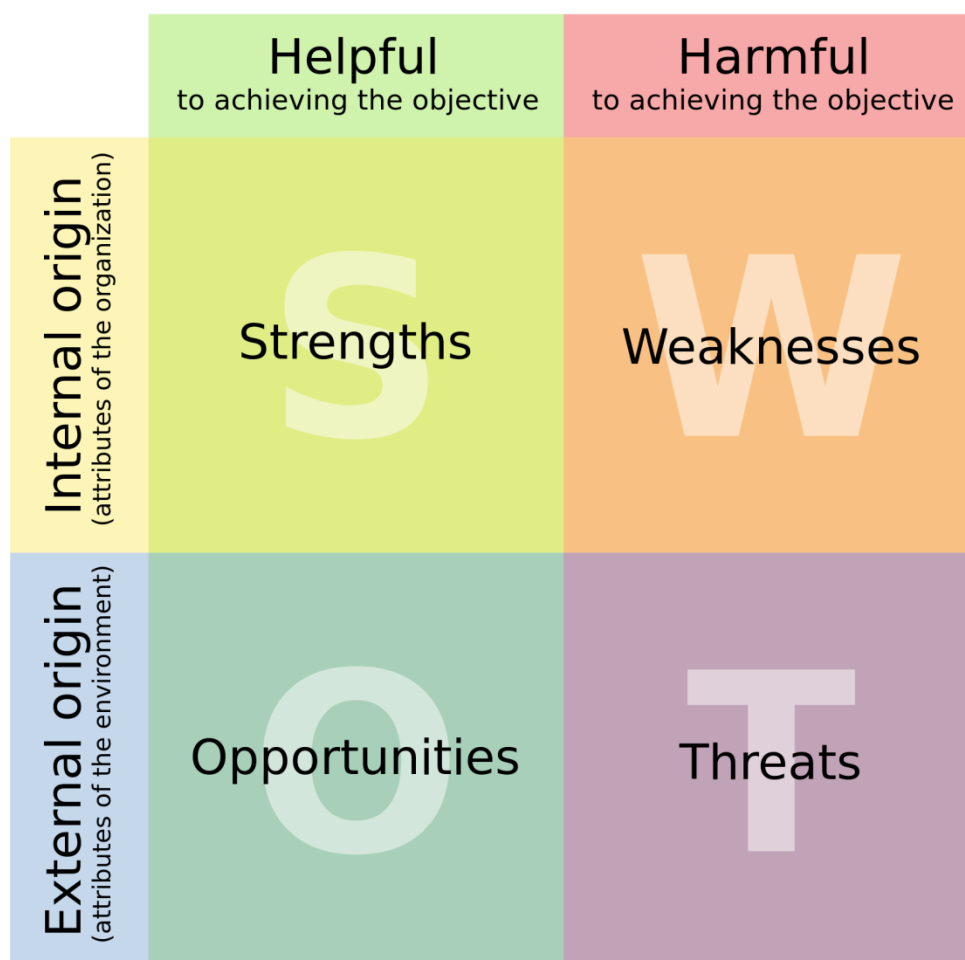 Helpful
to achieving the objective
Harmful
to achieving the objective
Internal origin
(attributes of the organization)
S
Strengths
W
Weaknesses
External origin
(attributes of the environment)
O
Opportunities
T
Threats